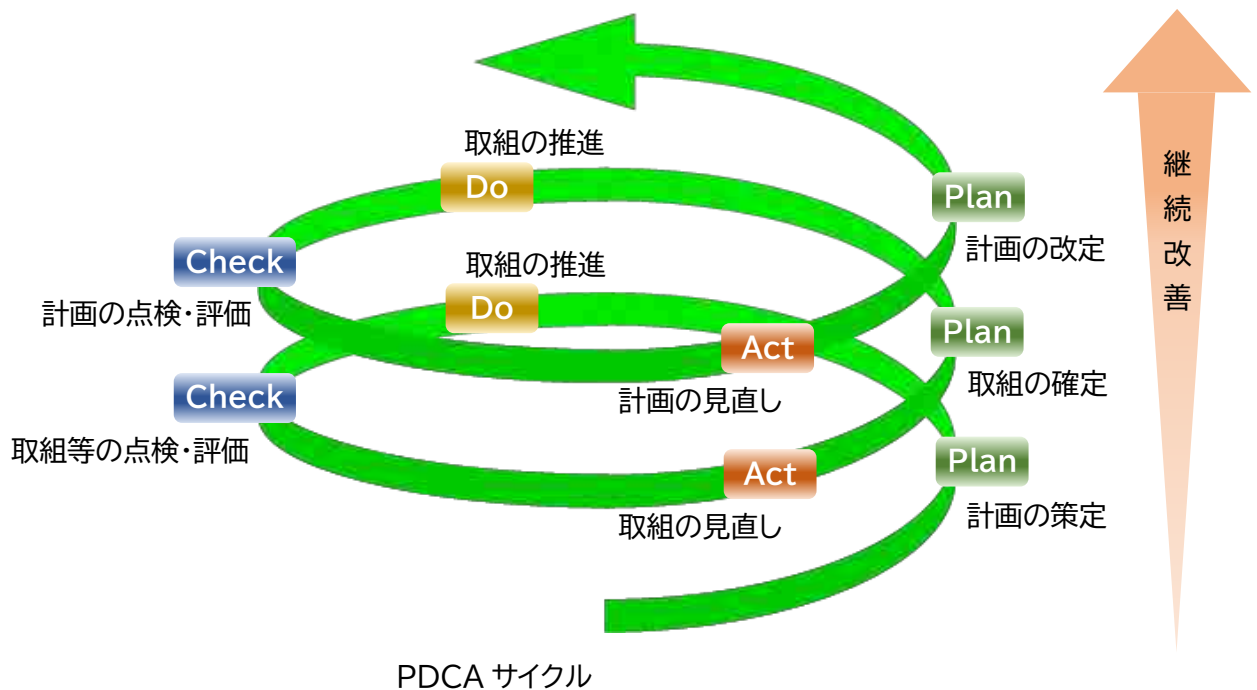 取組の推進
Do
Plan
計画の改定
Check
計画の点検・評価
取組の推進
Do
Act
計画の見直し
Plan
取組の確定
Check
取組等の点検・評価
Act
取組の見直し
Plan
計画の策定
継続改善
PDCA サイクル